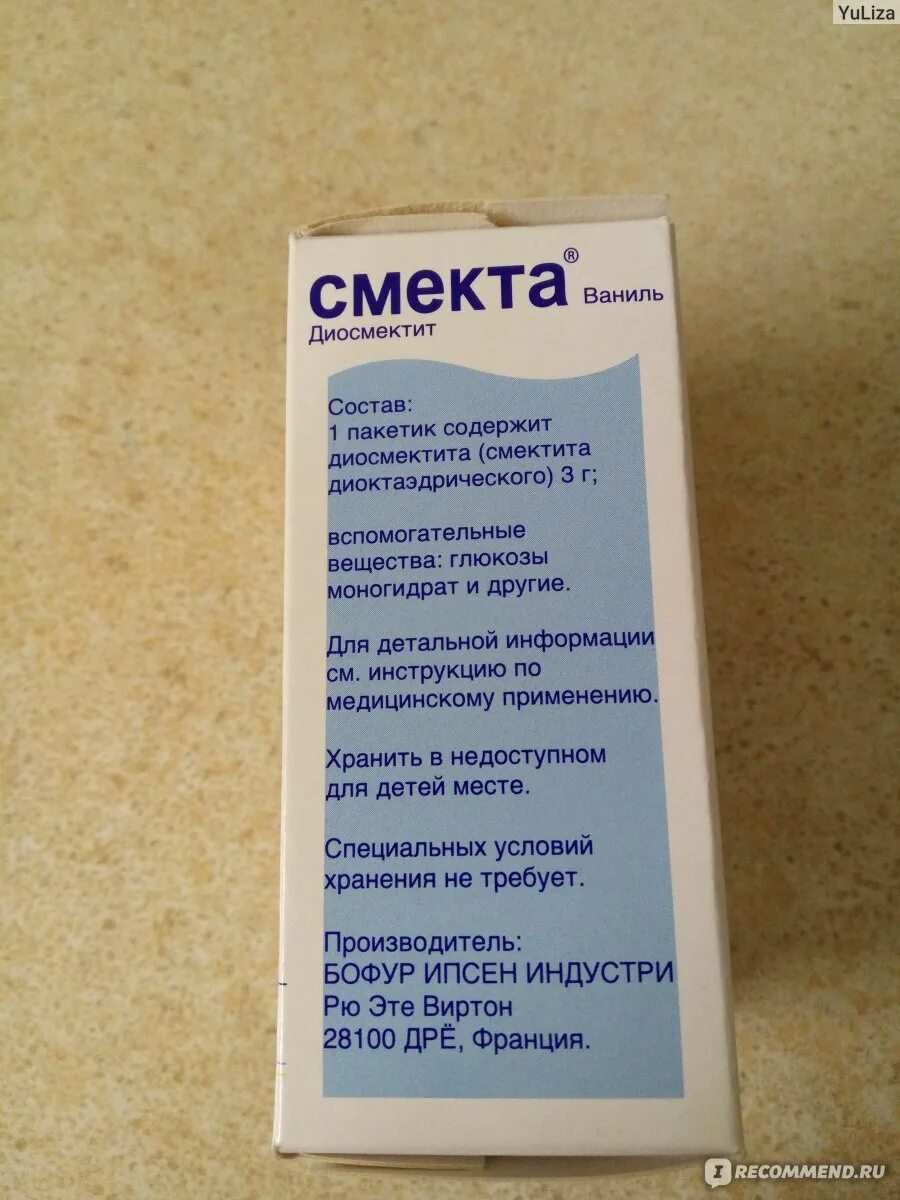 YuLiza
смекта® Ваниль
Диосмектит
Состав:
1 пакетик содержит
диосмектита (смектита
диоктаэдрического) 3 г;
вспомогательные
вещества: глюкозы
моногидрат и другие.
Для детальной информации
см. инструкцию по
медицинскому применению.
Хранить в недоступном
для детей месте.
Специальных условий
хранения не требует.
Производитель:
БОФУР ИПСЕН ИНДУСТРИ
Рю Эте Виртон
28100 ДРЁ, Франция.
I RECOMMEND.RU